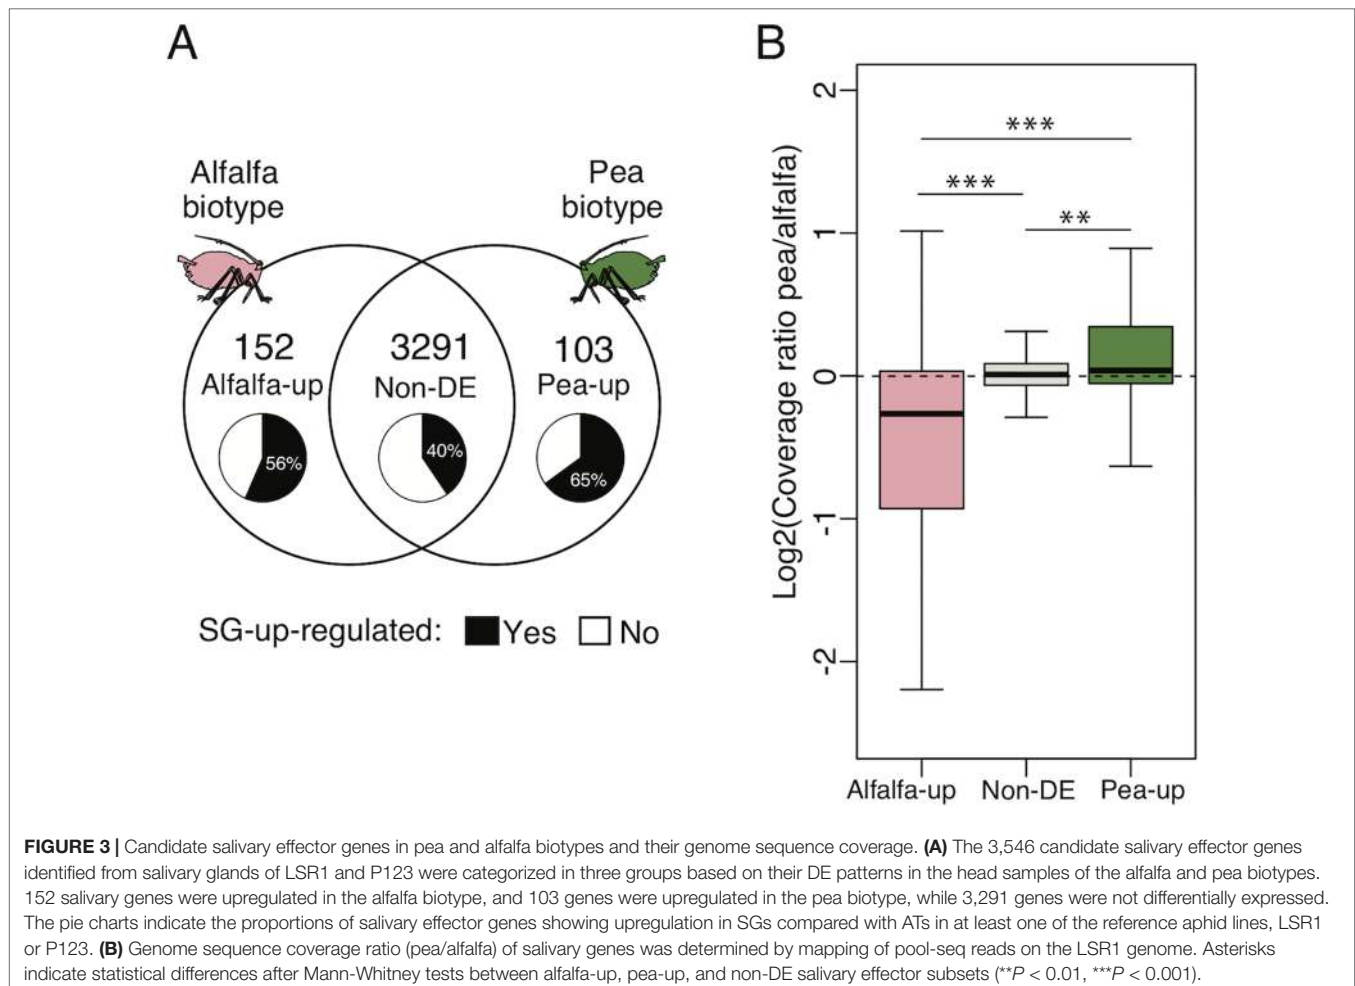 A
Alfalfa
biotype
Pea
biotype
152
Alfalfa-up
3291
Non-DE
103
Pea-up
56%
40%
65%
SG-up-regulated: Yes No
B
Log2(Coverage ratio pea/alfalfa)
2
1
0
-1
-2
***
***
**
Alfalfa-up Non-DE Pea-up
FIGURE 3 | Candidate salivary effector genes in pea and alfalfa biotypes and their genome sequence coverage. (A) The 3,546 candidate salivary effector genes
identified from salivary glands of LSR1 and P123 were categorized in three groups based on their DE patterns in the head samples of the alfalfa and pea biotypes.
152 salivary genes were upregulated in the alfalfa biotype, and 103 genes were upregulated in the pea biotype, while 3,291 genes were not differentially expressed.
The pie charts indicate the proportions of salivary effector genes showing upregulation in SGs compared with ATs in at least one of the reference aphid lines, LSR1
or P123. (B) Genome sequence coverage ratio (pea/alfalfa) of salivary genes was determined by mapping of pool-seq reads on the LSR1 genome. Asterisks
indicate statistical differences after Mann-Whitney tests between alfalfa-up, pea-up, and non-DE salivary effector subsets (**P < 0.01, ***P < 0.001).